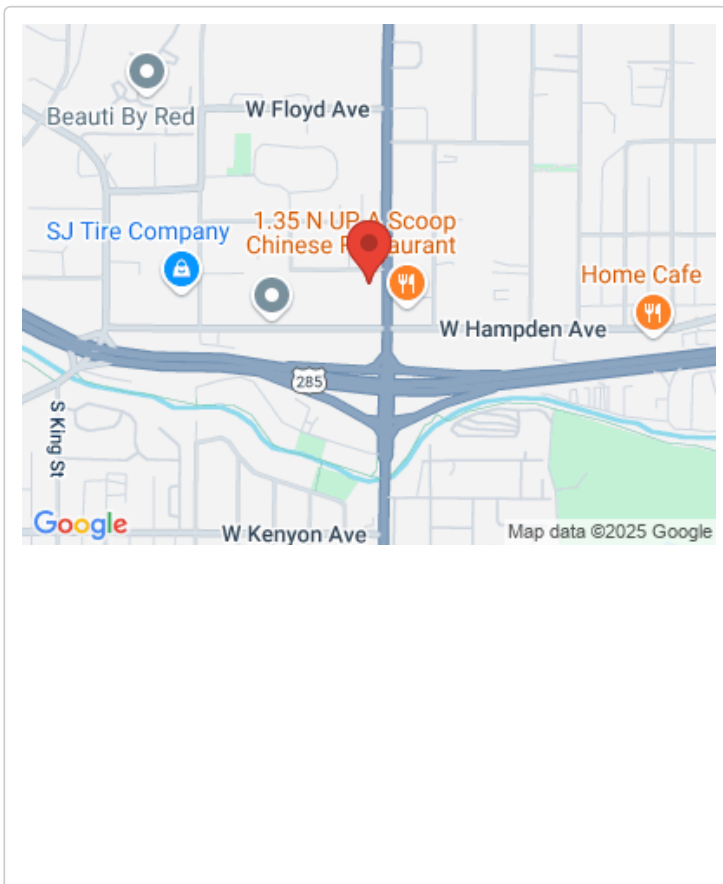 W Floyd Ave
Beauti By Red
1.35 N UP A Scoop
Chinese R aurant
SJ Tire Company
Home Cafe
W Hampden Ave
285
S King St
W Kenyon Ave
Google
Map data ©2025 Google